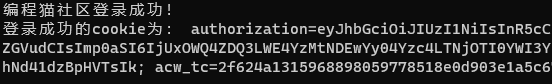 编程猫社区登录成功！
登录成功的cookie为： authorization=eyJhbGciOiJIUzI1NiIsInR5cC
ZGVudCIsImp0aSI6IjUxOWQ4ZDQ3LWE4YzMtNDEwYy04Yzc4LTNjOTI0YWI3Y
hNd41dzBpHVTsIk; acw_tc=2f624a1315968898059778518e0d903e1a5c6